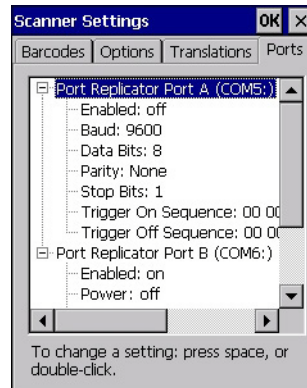 Scanner Settings OK
Barcodes Options Translations Ports
Port Replicator Port A (COM5:)
Enabled: off
Baud: 9600
Data Bits: 8
Parity: None
Stop Bits: 1
Trigger On Sequence: 00 00
Trigger Off Sequence: 00 00
Port Replicator Port B (COM6:)
Enabled: on
Power: off
To change a setting: press space, or
double-click.